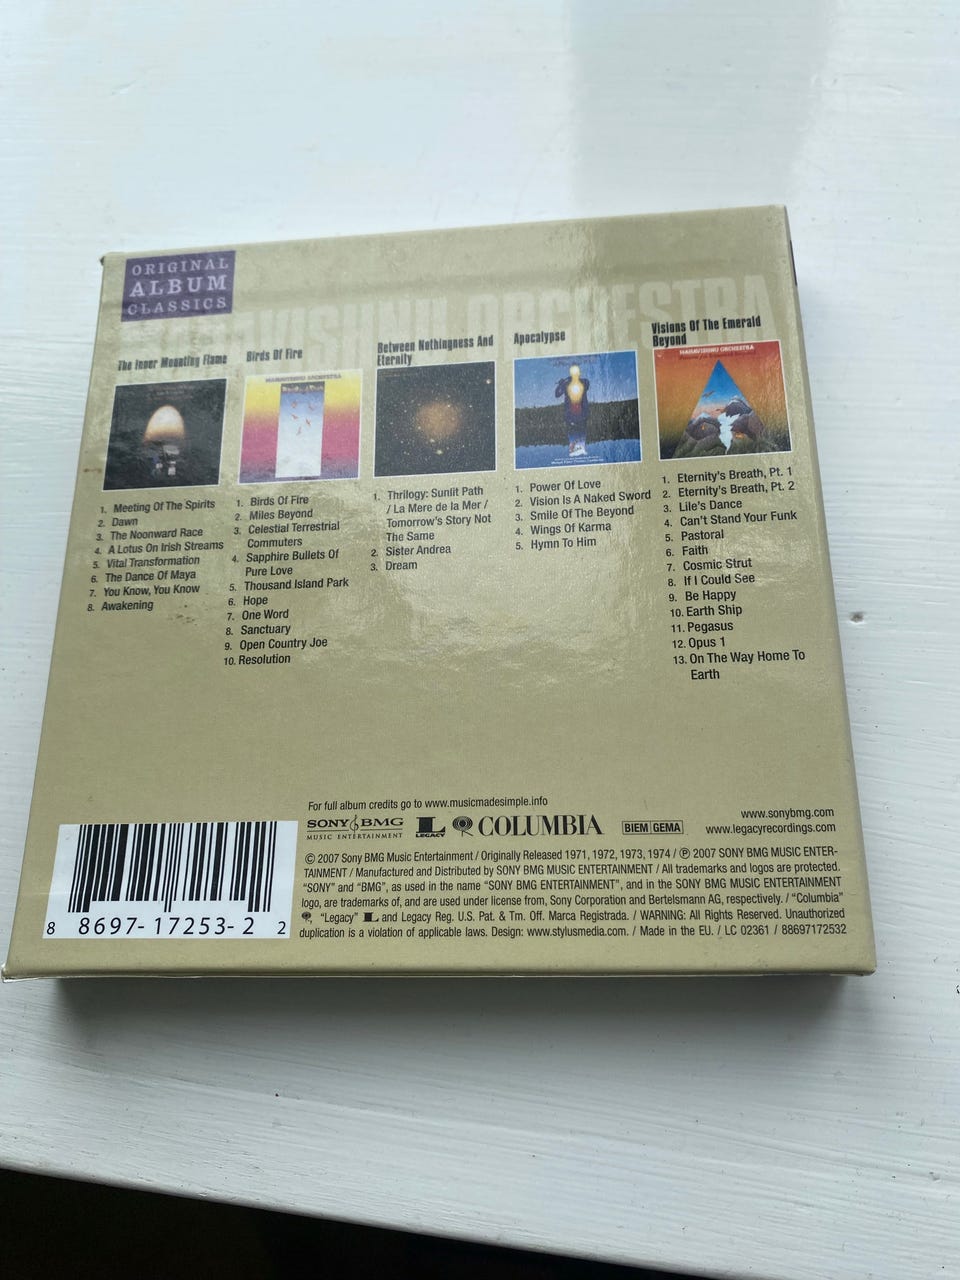 ORIGINAL
ALBUM
CLASSICS
MAHAVISHNU ORCHESTRA
The Inner Mounting Flame
1. Meeting Of The Spirits
2. Dawn
3. The Noonward Race
4. A Lotus On Irish Streams
5. Vital Transformation
6. The Dance Of Maya
7. You Know, You Know
8. Awakening
Birds Of Fire
MAHAVISHNU ORCHESTRA
1. Birds Of Fire
2. Miles Beyond
3. Celestial Terrestrial
Commuters
4. Sapphire Bullets Of
Pure Love
5. Thousand Island Park
6. Hope
7. One Word
8. Sanctuary
9. Open Country Joe
10. Resolution
Between Nothingness And
Eternity
1. Thrilogy: Sunlit Path
/ La Mere de la Mer /
Tomorrow's Story Not
The Same
2. Sister Andrea
3. Dream
Apocalypse
1. Power Of Love
2. Vision Is A Naked Sword
3. Smile Of The Beyond
4. Wings Of Karma
5. Hymn To Him
Visions Of The Emerald
Beyond
MAHAVISHNU ORCHESTRA
1. Eternity's Breath, Pt. 1
2. Eternity's Breath, Pt. 2
3. Lile's Dance
4. Can't Stand Your Funk
5. Pastoral
6. Faith
7. Cosmic Strut
8. If I Could See
9. Be Happy
10. Earth Ship
11. Pegasus
12. Opus 1
13. On The Way Home To
Earth
For full album credits go to www.musicmadesimple.info
SONY BMG
MUSIC ENTERTAINMENT
L
LEGACY
COLUMBIA
BIEM GEMA
www.sonybmg.com
www.legacyrecordings.com
© 2007 Sony BMG Music Entertainment / Originally Released 1971, 1972, 1973, 1974 / ℗ 2007 SONY BMG MUSIC ENTER-
TAINMENT / Manufactured and Distributed by SONY BMG MUSIC ENTERTAINMENT / All trademarks and logos are protected.
"SONY" and "BMG", as used in the name "SONY BMG ENTERTAINMENT", and in the SONY BMG MUSIC ENTERTAINMENT
logo, are trademarks of, and are used under license from, Sony Corporation and Bertelsmann AG, respectively. / "Columbia"
"Legacy" L and Legacy Reg. U.S. Pat. & Tm. Off. Marca Registrada. / WARNING: All Rights Reserved. Unauthorized
duplication is a violation of applicable laws. Design: www.stylusmedia.com. / Made in the EU. / LC 02361 / 88697172532
8 8697-17253-2 2